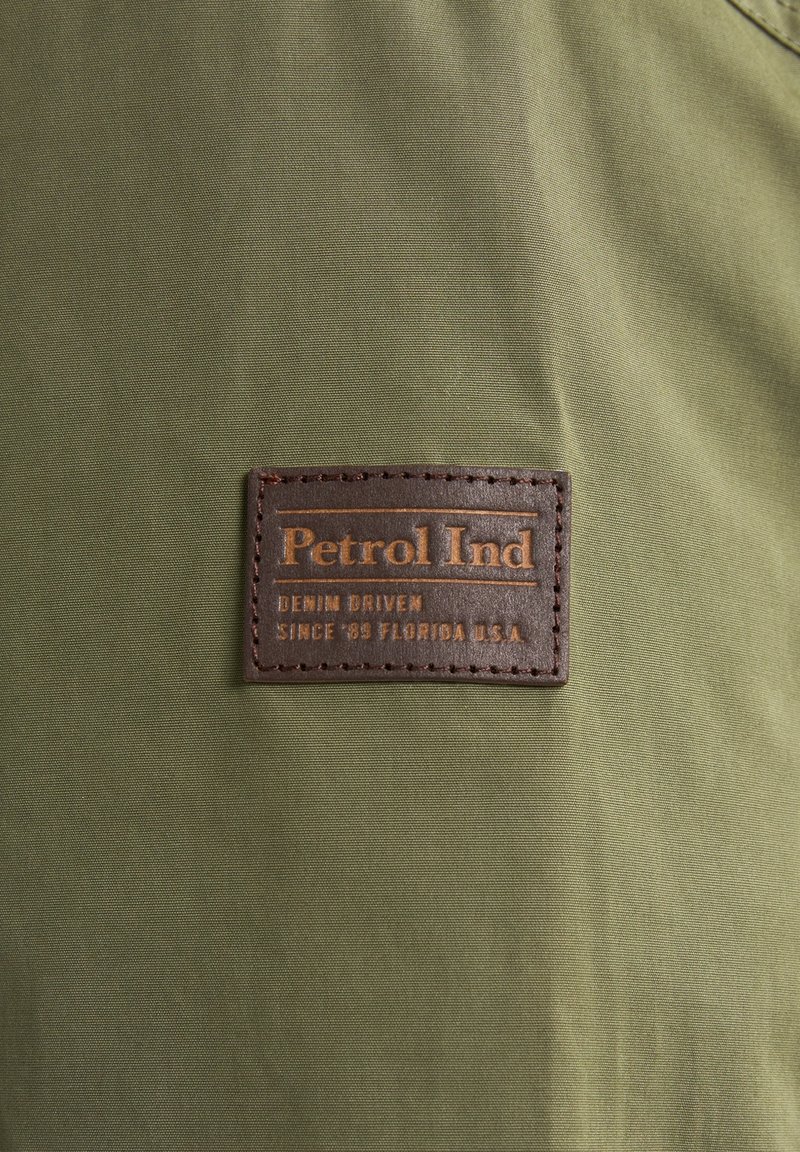 Petrol Ind
DENIM DRIVEN
SINCE '89 FLORIDA U.S.A.